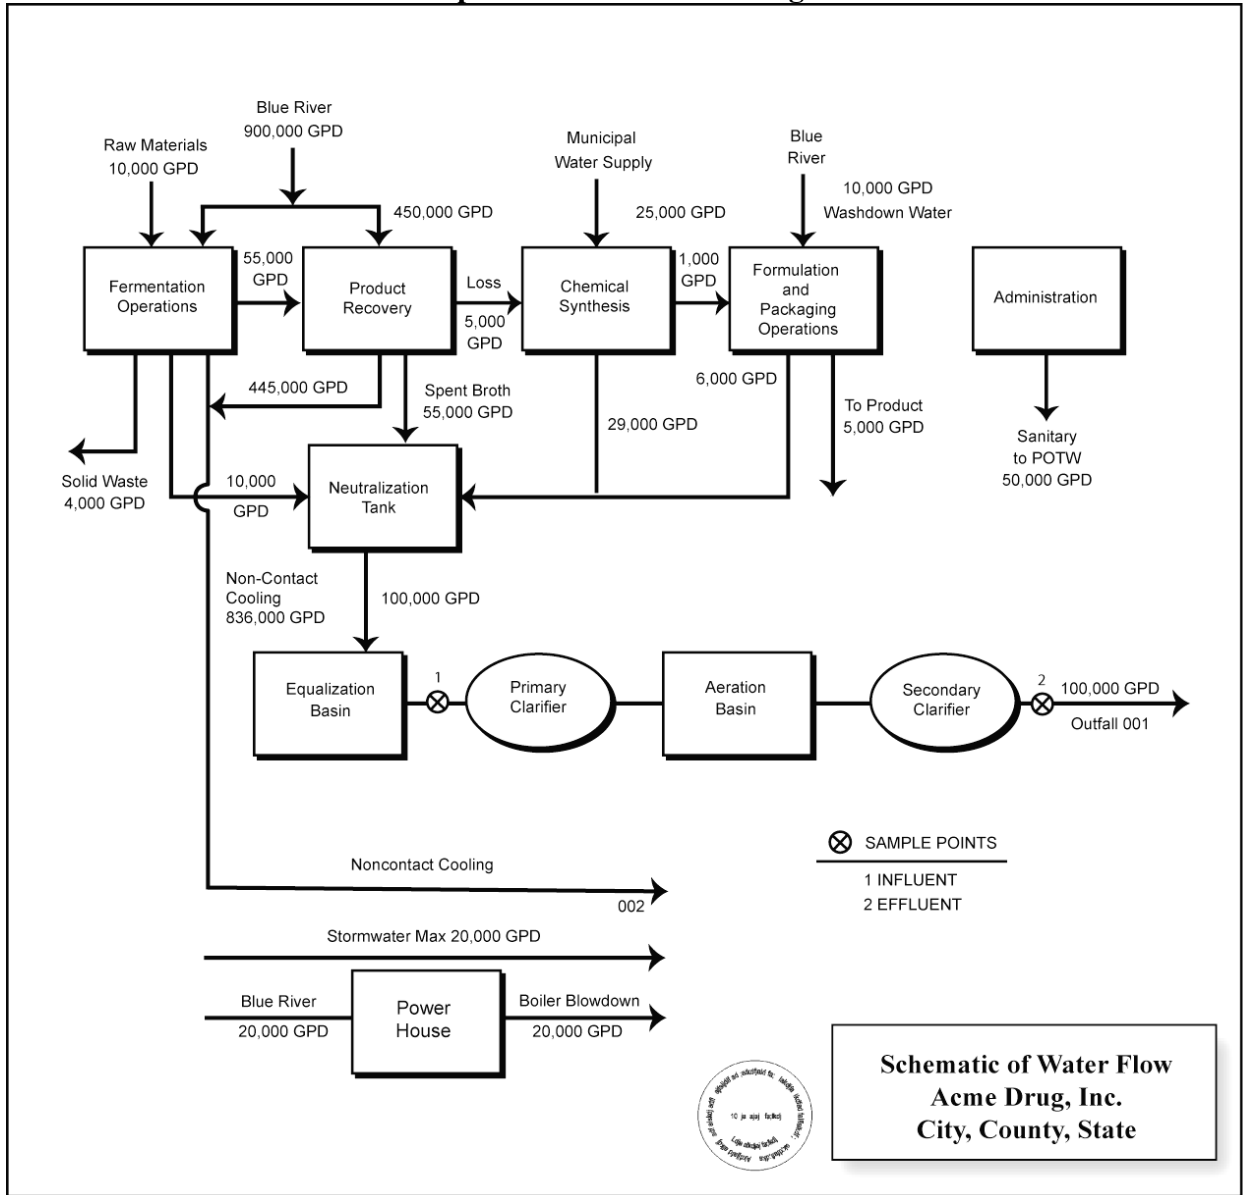 Blue River
900,000 GPD
Raw Materials
10,000 GPD
Municipal
Water Supply
Blue
River
10,000 GPD
Washdown Water
450,000 GPD
25,000 GPD
Fermentation
Operations
55,000
GPD
Product
Recovery
Loss
5,000
GPD
Chemical
Synthesis
1,000
GPD
Formulation
and
Packaging
Operations
Administration
445,000 GPD
Spent Broth
55,000 GPD
6,000 GPD
29,000 GPD
To Product
5,000 GPD
Sanitary
to POTW
50,000 GPD
Solid Waste
4,000 GPD
10,000
GPD
Neutralization
Tank
Non-Contact
Cooling
836,000 GPD
100,000 GPD
Equalization
Basin
1
Primary
Clarifier
Aeration
Basin
Secondary
Clarifier
2
100,000 GPD
Outfall 001
SAMPLE POINTS
1 INFLUENT
2 EFFLUENT
Noncontact Cooling
002
Stormwater Max 20,000 GPD
Blue River
20,000 GPD
Power
House
Boiler Blowdown
20,000 GPD
Schematic of Water Flow
Acme Drug, Inc.
City, County, State